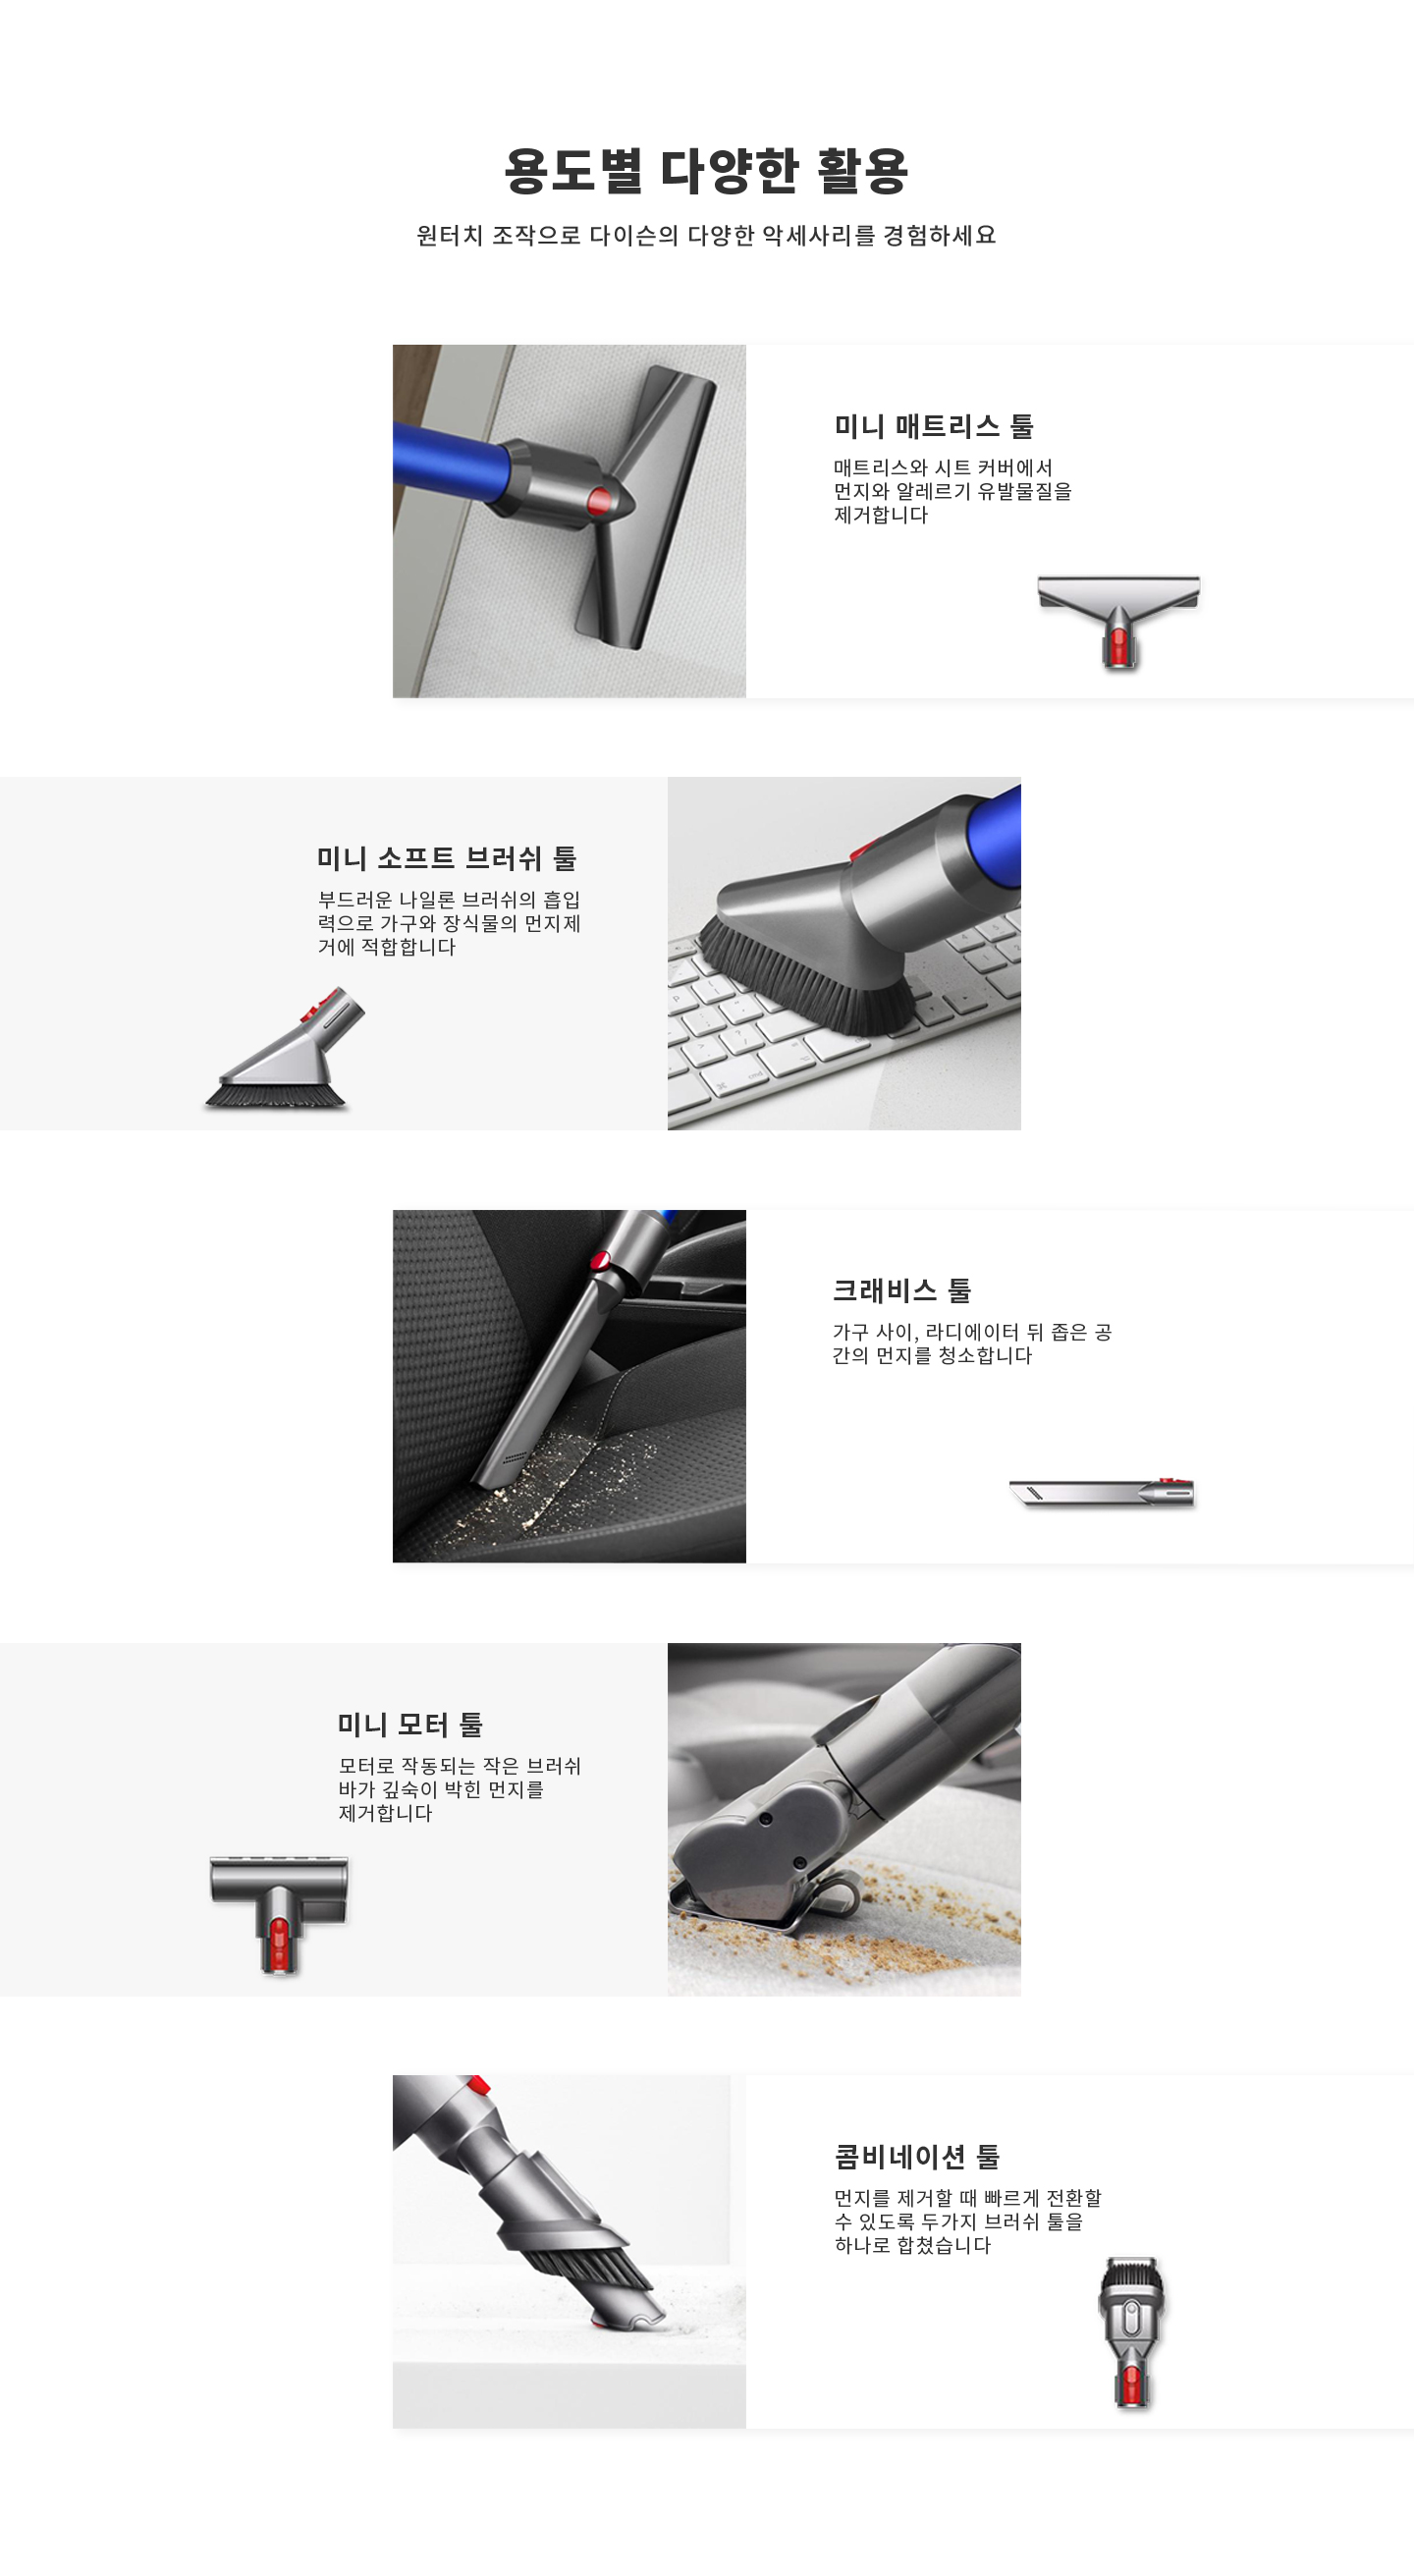 용도별 다양한 활용
원터치 조작으로 다이슨의 다양한 악세사리를 경험하세요
미니 매트리스 툴
매트리스와 시트 커버에서
먼지와 알레르기 유발물질을
제거합니다
미니 소프트 브러쉬 툴
부드러운 나일론 브러쉬의 흡입
력으로 가구와 장식물의 먼지제
거에 적합합니다
크래비스 툴
가구 사이, 라디에이터 뒤 좁은 공
간의 먼지를 청소합니다
미니 모터 툴
모터로 작동되는 작은 브러쉬
바가 깊숙이 박힌 먼지를
제거합니다
콤비네이션 툴
먼지를 제거할 때 빠르게 전환할
수 있도록 두가지 브러쉬 툴을
하나로 합쳤습니다